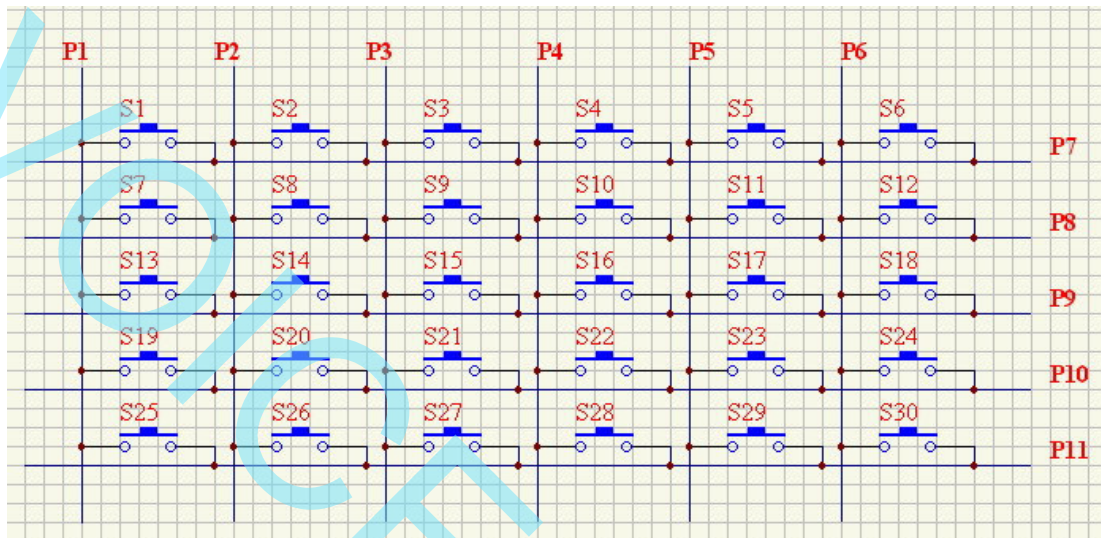 P1 P2 P3 P4 P5 P6
S1 S2 S3 S4 S5 S6
P7
S7 S8 S9 S10 S11 S12
P8
S13 S14 S15 S16 S17 S18
P9
S19 S20 S21 S22 S23 S24
P10
S25 S26 S27 S28 S29 S30
P11
VOICE